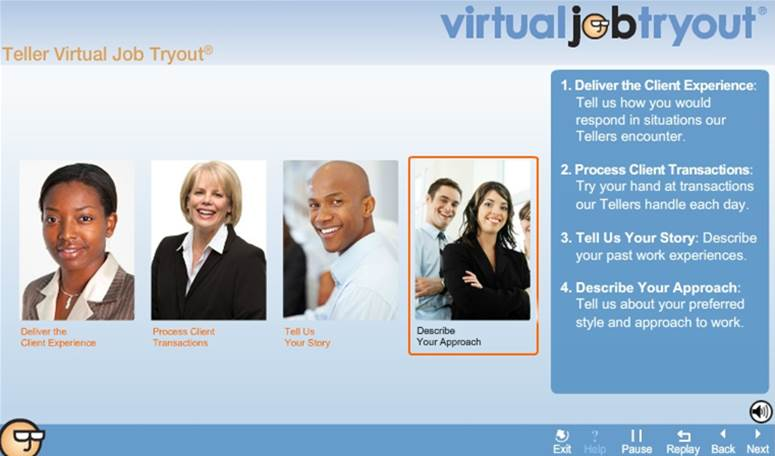 virtualjobtryout®
Teller Virtual Job Tryout®
1. Deliver the Client Experience:
Tell us how you would
respond in situations our
Tellers encounter.
2. Process Client Transactions:
Try your hand at transactions
our Tellers handle each day.
3. Tell Us Your Story: Describe
your past work experiences.
4. Describe Your Approach:
Tell us about your preferred
style and approach to work.
Deliver the
Client Experience
Process Client
Transactions
Tell Us
Your Story
Describe
Your Approach
Exit
Help
Pause
Replay
Back
Next